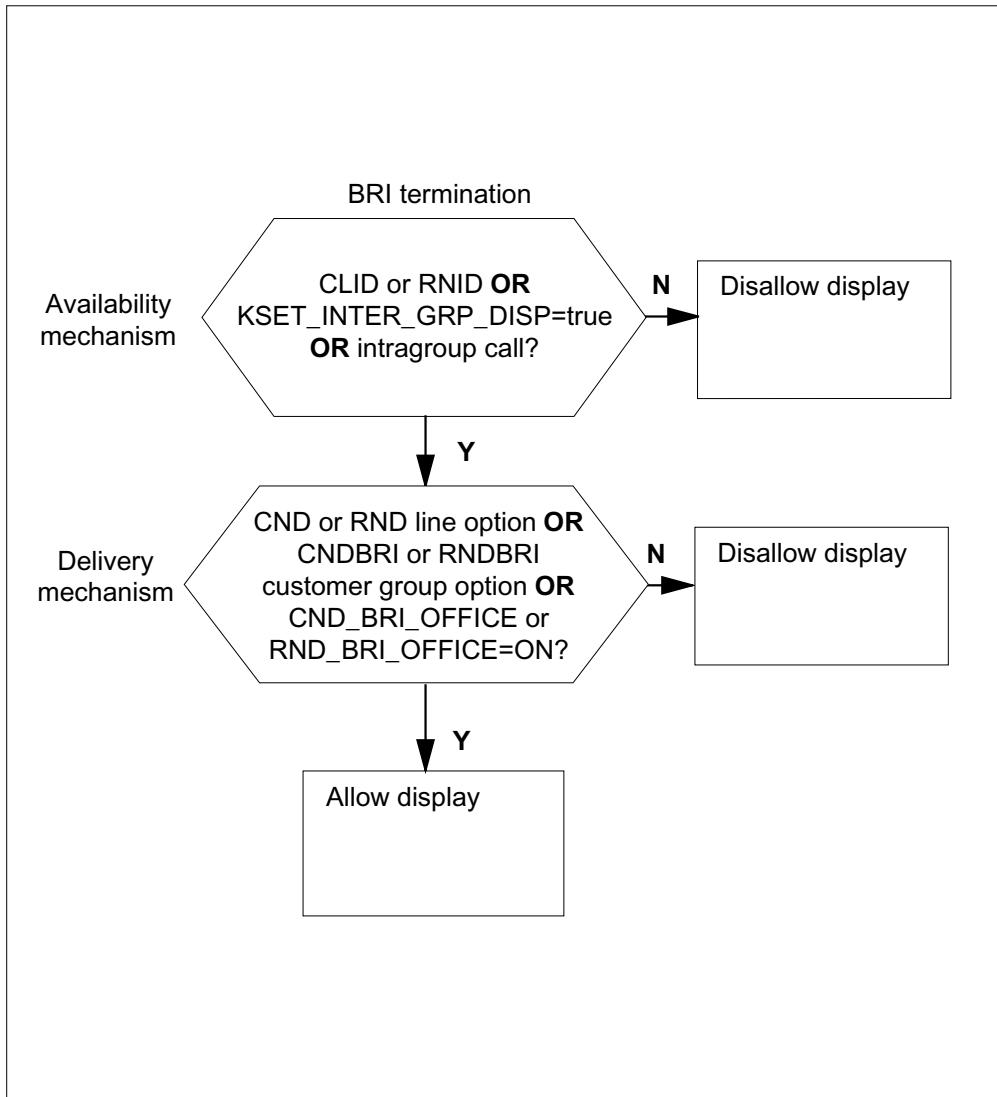 BRI termination
Availability
mechanism
CLID or RNID OR
KSET_INTER_GRP_DISP=true
OR intragroup call?
N
Disallow display
Y
Delivery
mechanism
CND or RND line option OR
CNDBRI or RNDBRI
customer group option OR
CND_BRI_OFFICE or
RND_BRI_OFFICE=ON?
N
Disallow display
Y
Allow display